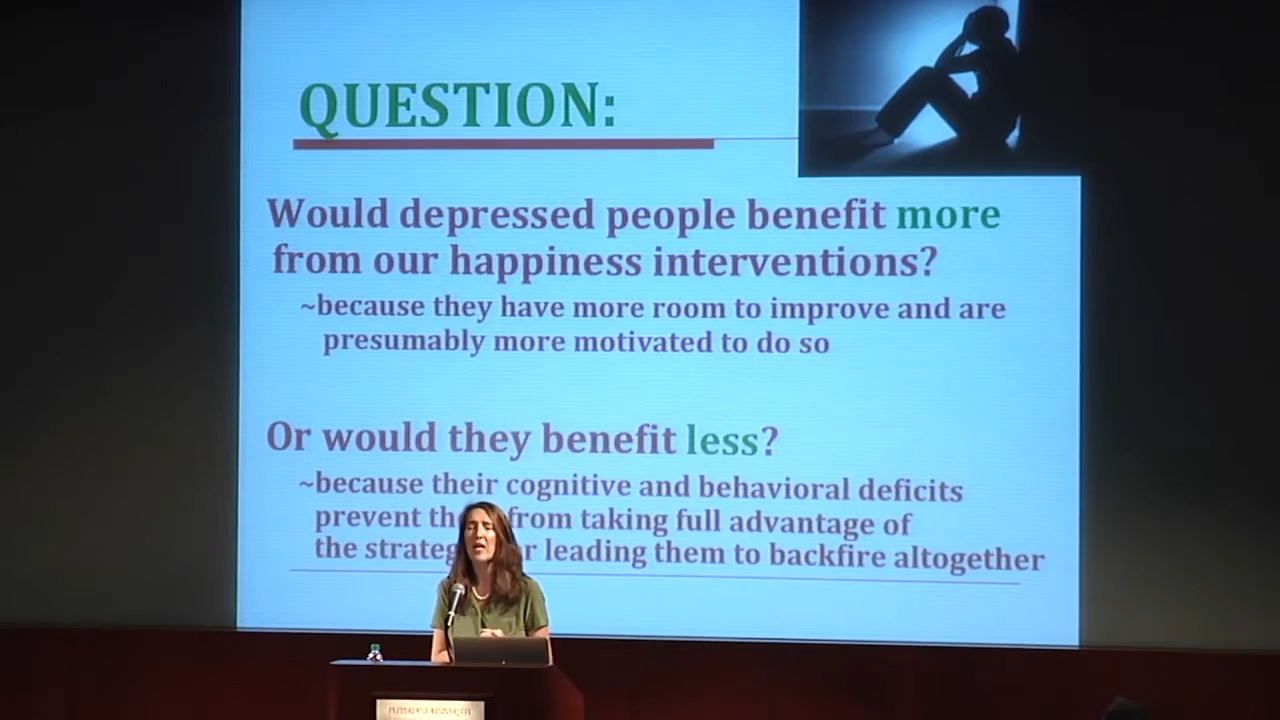 QUESTION:
Would depressed people benefit more
from our happiness interventions?
~because they have more room to improve and are
presumably more motivated to do so
Or would they benefit less?
~because their cognitive and behavioral deficits
prevent th from taking full advantage of
the strateg r leading them to backfire altogether